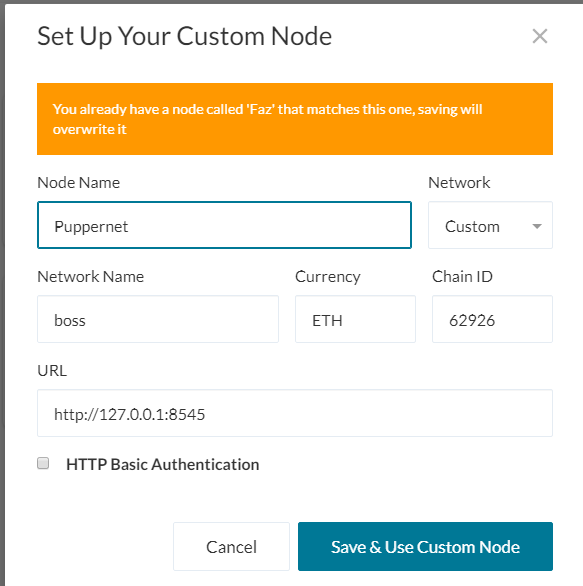 Set Up Your Custom Node
You already have a node called 'Faz' that matches this one, saving will
overwrite it
Node Name
Network
Puppernet
Custom
Network Name
Currency
Chain ID
boss
ETH
62926
URL
http://127.0.0.1:8545
HTTP Basic Authentication
Cancel
Save & Use Custom Node